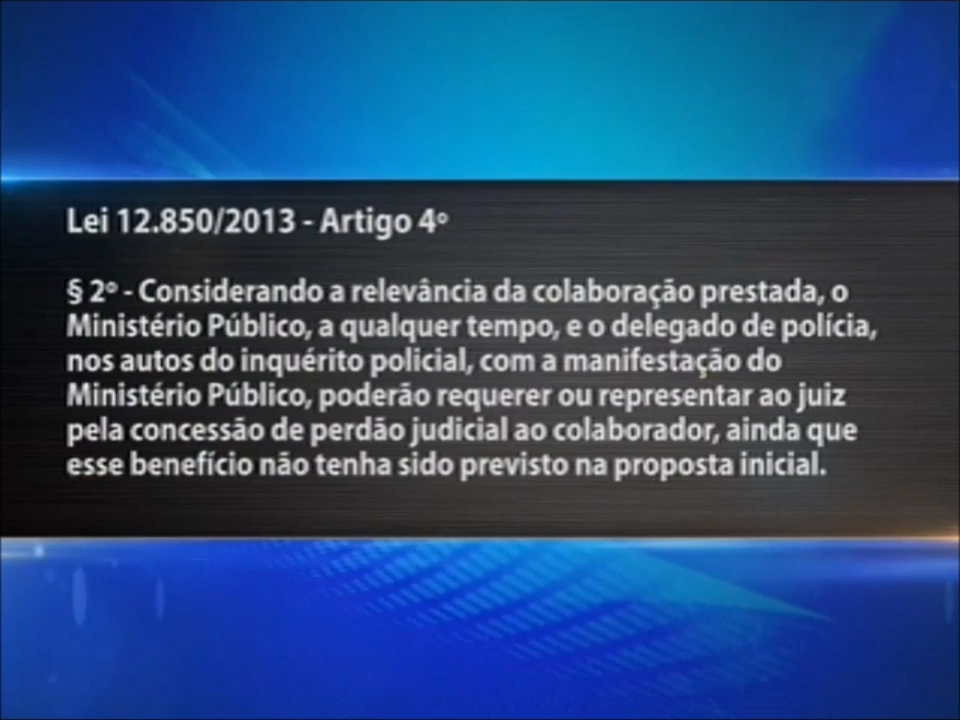 Lei 12.850/2013 - Artigo 4º
§ 2º - Considerando a relevância da colaboração prestada, o
Ministério Público, a qualquer tempo, e o delegado de polícia,
nos autos do inquérito policial, com a manifestação do
Ministério Público, poderão requerer ou representar ao juiz
pela concessão de perdão judicial ao colaborador, ainda que
esse benefício não tenha sido previsto na proposta inicial.